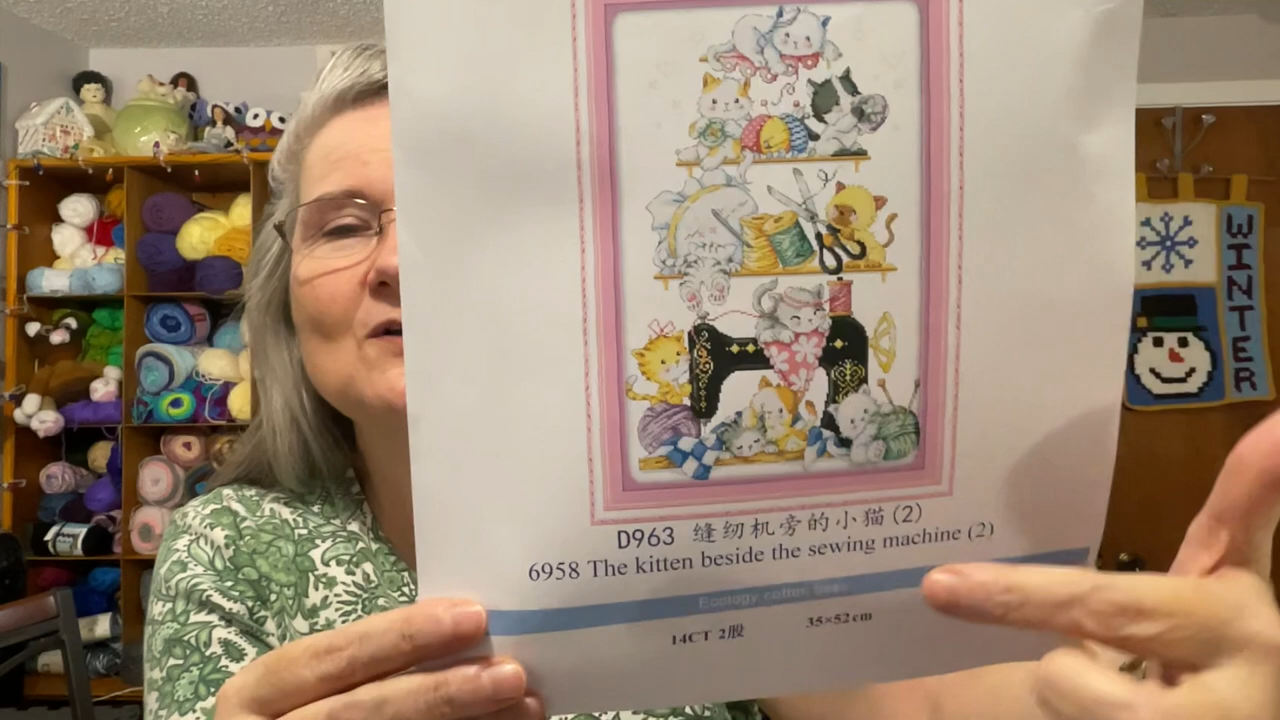 WINTER
D963 缝纫机旁的小猫(2)
6958 The kitten beside the sewing machine (2)
Ecology cotton
14CT 2股
35×52cm